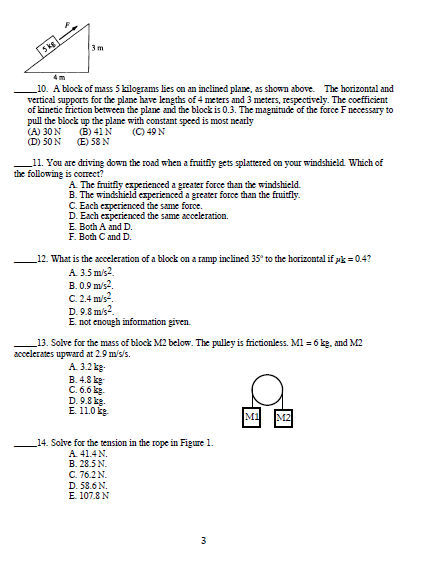 F
5 kg
3 m
4 m
_____10. A block of mass 5 kilograms lies on an inclined plane, as shown above. The horizontal and
vertical supports for the plane have lengths of 4 meters and 3 meters, respectively. The coefficient
of kinetic friction between the plane and the block is 0.3. The magnitude of the force F necessary to
pull the block up the plane with constant speed is most nearly
(A) 30 N (B) 41 N (C) 49 N
(D) 50 N (E) 58 N
_____11. You are driving down the road when a fruitfly gets splattered on your windshield. Which of
the following is correct?
A. The fruitfly experienced a greater force than the windshield.
B. The windshield experienced a greater force than the fruitfly.
C. Each experienced the same force.
D. Each experienced the same acceleration.
E. Both A and D.
F. Both C and D.
_____12. What is the acceleration of a block on a ramp inclined 35° to the horizontal if μk = 0.4?
A. 3.5 m/s2.
B. 0.9 m/s2.
C. 2.4 m/s2.
D. 9.8 m/s2.
E. not enough information given.
_____13. Solve for the mass of block M2 below. The pulley is frictionless. M1 = 6 kg, and M2
accelerates upward at 2.9 m/s/s.
A. 3.2 kg.
B. 4.8 kg.
C. 6.6 kg.
D. 9.8 kg.
E. 11.0 kg.
M1 M2
_____14. Solve for the tension in the rope in Figure 1.
A. 41.4 N.
B. 28.5 N.
C. 76.2 N.
D. 58.6 N.
E. 107.8 N
3